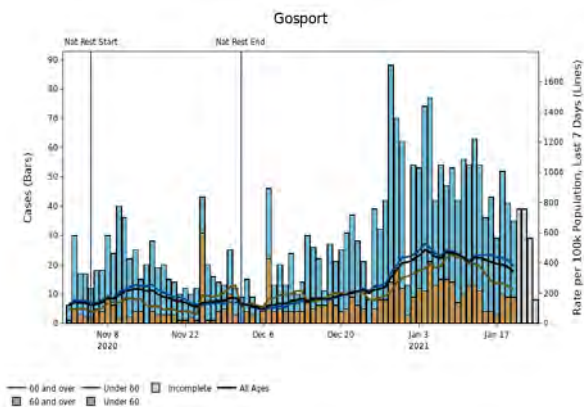 Gosport
Nat Rest Start
Nat Rest End
Cases (Bars)
90
80
70
60
50
40
30
20
10
0
Rate per 100k Population, Last 7 Days (Lines)
1600
1400
1200
1000
800
600
400
200
0
Nov 8
2020
Nov 22
Dec 6
Dec 20
Jan 3
2021
Jan 17
60 and over Under 60 Incomplete All Ages
60 and over Under 60